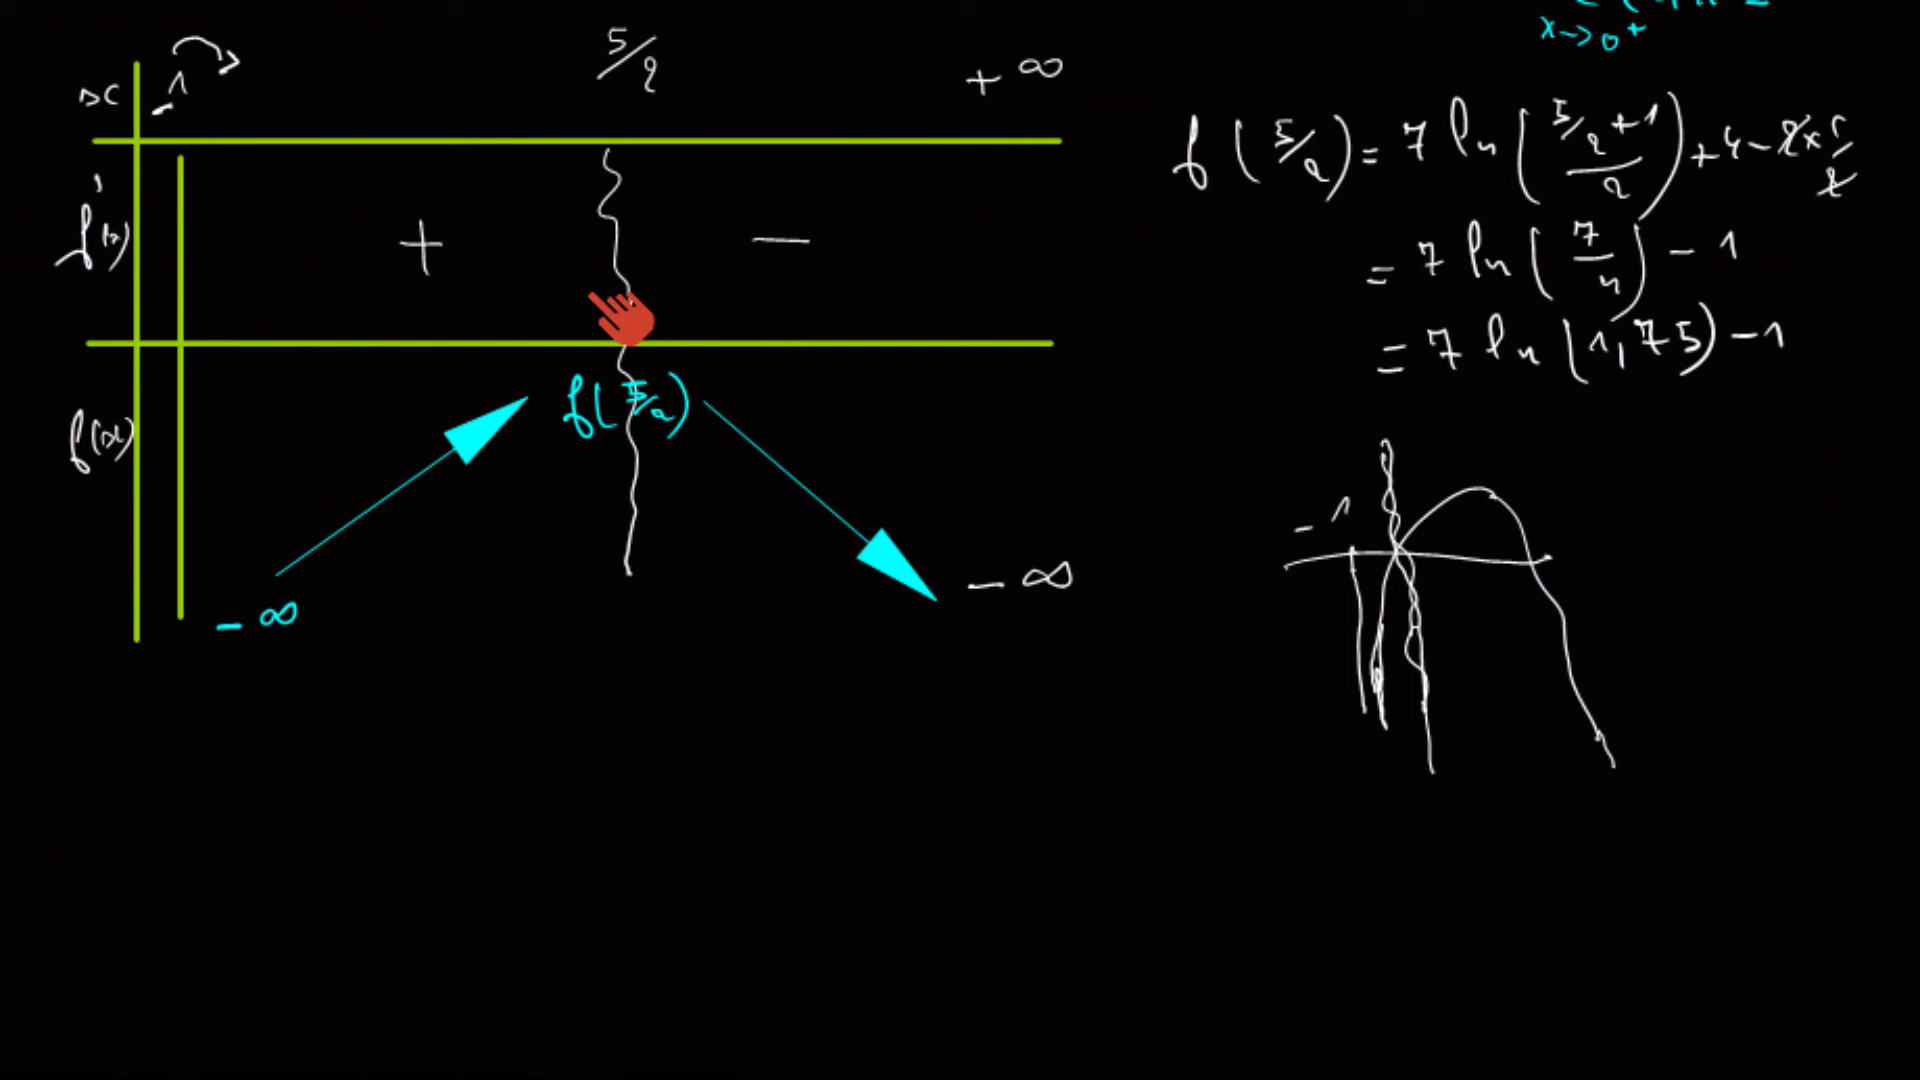 x → 0⁺
x -1 5/2 +∞
f'(x) + −
f(x) -∞ f(5/2) -∞
f(5/2) = 7 ln((5/2 + 1)/2) + 4 - 2×5/2
= 7 ln(7/4) - 1
= 7 ln(1,75) - 1
-1